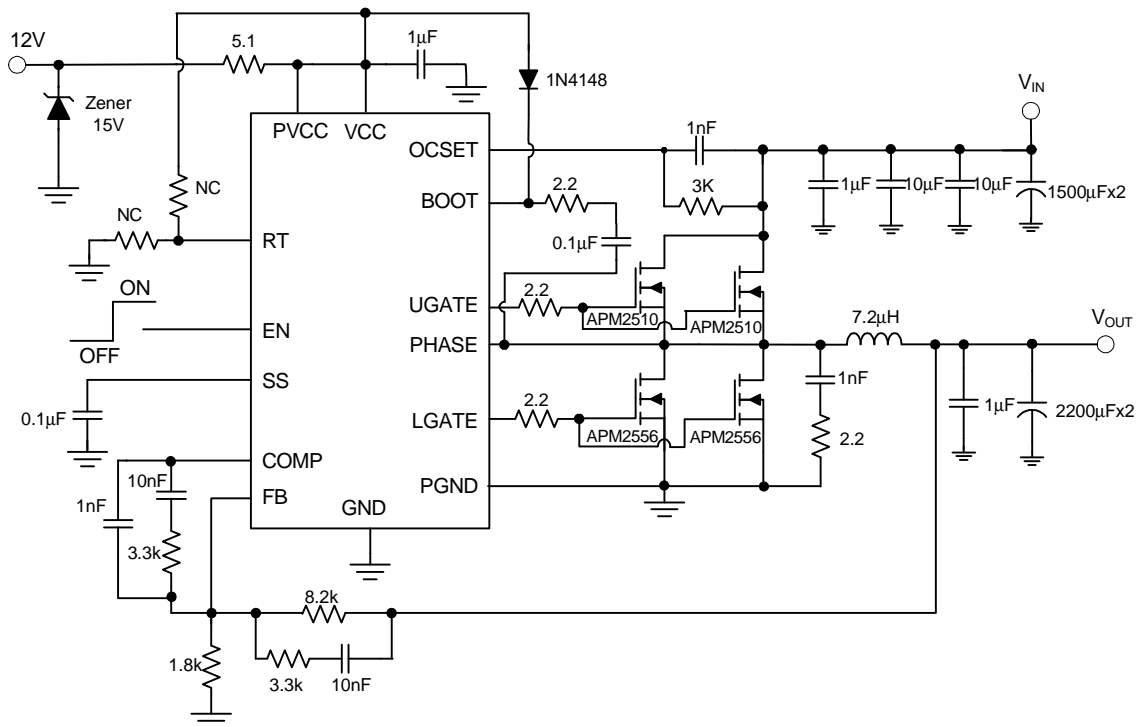 12V
5.1
1μF
1N4148
Zener
15V
PVCC
VCC
V_IN
OCSET
1nF
NC
3K
1μF
10μF
10μF
1500μFx2
BOOT
2.2
NC
RT
0.1μF
ON
UGATE
2.2
APM2510
APM2510
7.2μH
V_OUT
EN
OFF
PHASE
SS
1nF
0.1μF
LGATE
2.2
APM2556
APM2556
2.2
1μF
2200μFx2
COMP
10nF
1nF
FB
PGND
GND
3.3k
8.2k
1.8k
3.3k
10nF